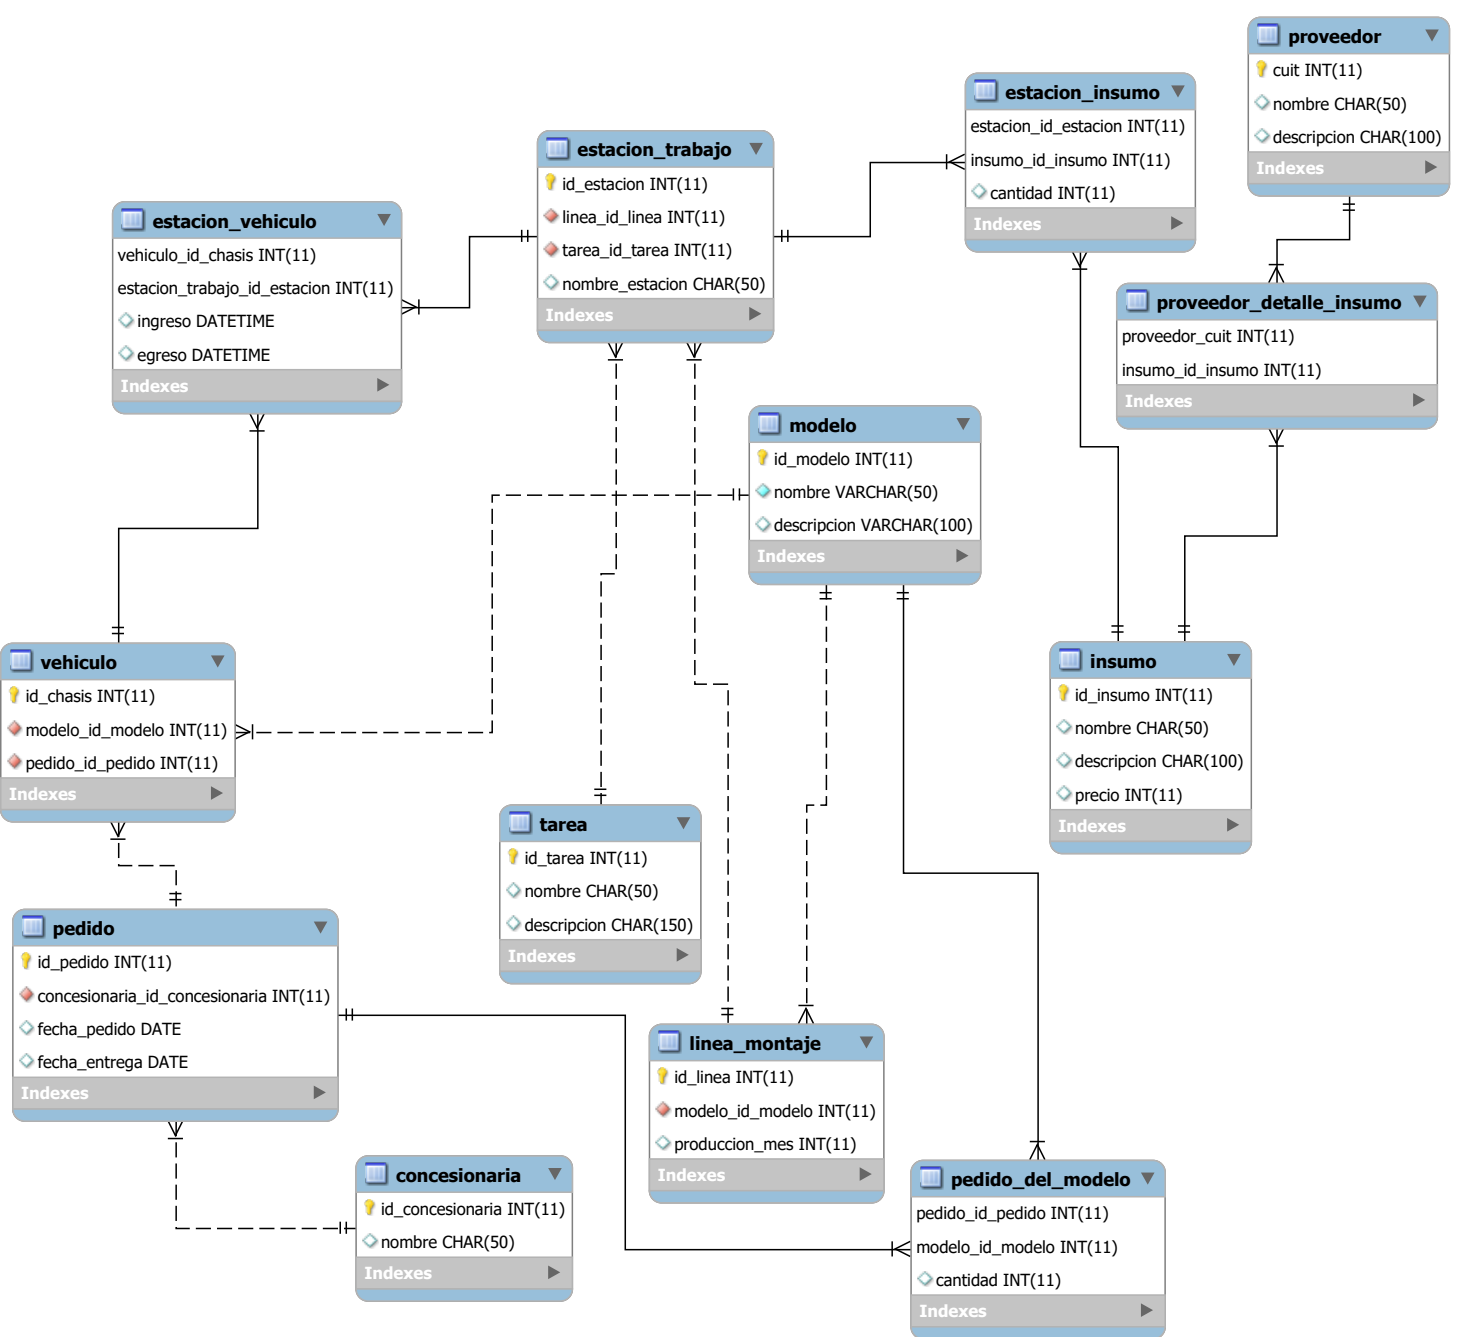 proveedor
cuit INT(11)
nombre CHAR(50)
descripcion CHAR(100)
Indexes
estacion_insumo
estacion_id_estacion INT(11)
insumo_id_insumo INT(11)
cantidad INT(11)
Indexes
estacion_trabajo
id_estacion INT(11)
linea_id_linea INT(11)
tarea_id_tarea INT(11)
nombre_estacion CHAR(50)
Indexes
estacion_vehiculo
vehiculo_id_chasis INT(11)
estacion_trabajo_id_estacion INT(11)
ingreso DATETIME
egreso DATETIME
Indexes
proveedor_detalle_insumo
proveedor_cuit INT(11)
insumo_id_insumo INT(11)
Indexes
modelo
id_modelo INT(11)
nombre VARCHAR(50)
descripcion VARCHAR(100)
Indexes
vehiculo
id_chasis INT(11)
modelo_id_modelo INT(11)
pedido_id_pedido INT(11)
Indexes
insumo
id_insumo INT(11)
nombre CHAR(50)
descripcion CHAR(100)
precio INT(11)
Indexes
tarea
id_tarea INT(11)
nombre CHAR(50)
descripcion CHAR(150)
Indexes
pedido
id_pedido INT(11)
concesionaria_id_concesionaria INT(11)
fecha_pedido DATE
fecha_entrega DATE
Indexes
linea_montaje
id_linea INT(11)
modelo_id_modelo INT(11)
produccion_mes INT(11)
Indexes
concesionaria
id_concesionaria INT(11)
nombre CHAR(50)
Indexes
pedido_del_modelo
pedido_id_pedido INT(11)
modelo_id_modelo INT(11)
cantidad INT(11)
Indexes